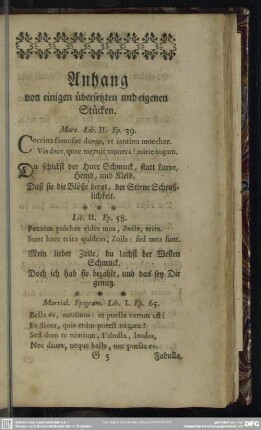 Anhang
von einigen übersetzten und eigenen
Stücken.
Mart. Lib. II. Ep. 39.
Coccina famosae donas, et iantina moechae.
Vis dare, quae meruit munera? mitte togam.
Du schickst der Hure Schmuck, statt Larve,
Hemd, und Kleid,
Daß sie die Blöße bergt, der Stirne Scheuß-
lichkeit.
Lib. II. Ep. 58.
Pexatus pulchre rides mea, Zoile, trita.
Sunt haec trita quidem, Zoile: sed mea sunt.
Mein lieber Zoile, du lachst der Westen
Schmuck.
Doch ich hab sie bezahlt, und das sey Dir
genug.
Martial. Epigram. Lib. I. Ep. 65.
Bella es, novimus: et puella verum est:
Et dives, quis enim potest negare?
Sed dum te nimium, Fabulla, laudas,
Nec dives, neque bella, nec puella es.
G 5 Fabulla,
DFG